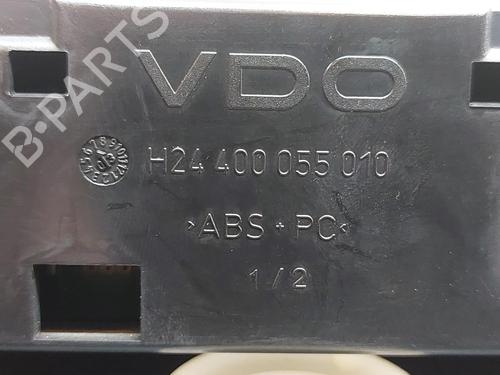 B-PARTS
VDO
H24 400 055 010
>ABS + PC<
1/2